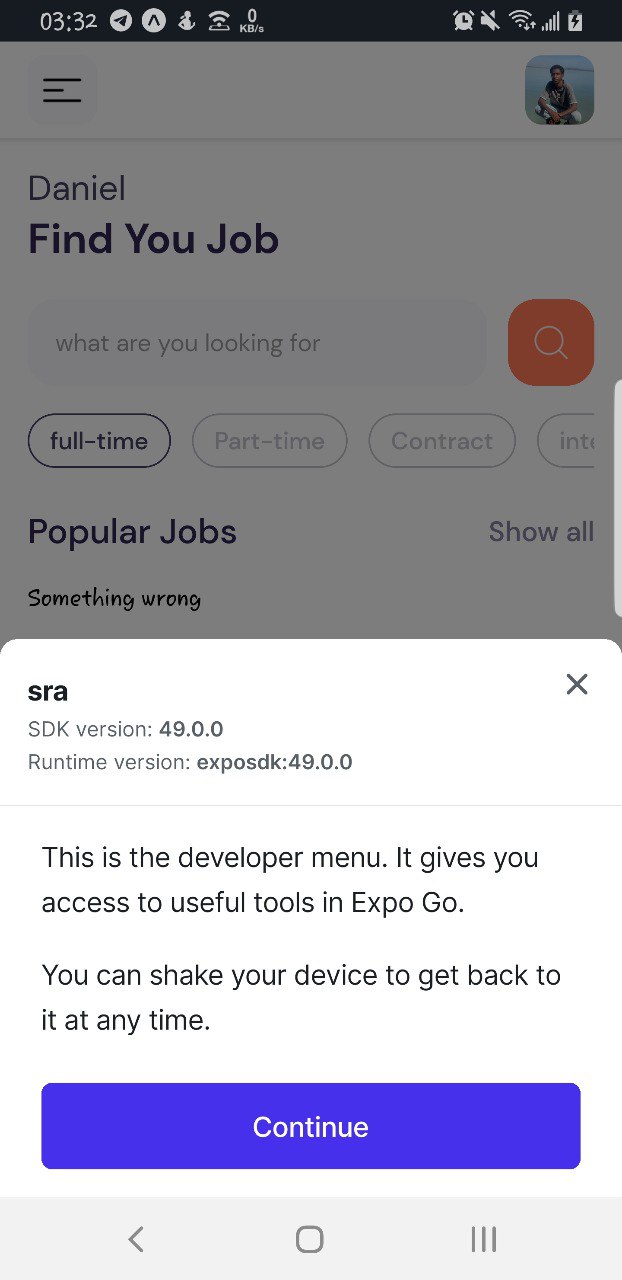 03:32 0 KB/s
Daniel
Find You Job
what are you looking for
full-time Part-time Contract inte
Popular Jobs Show all
Something wrong
sra
SDK version: 49.0.0
Runtime version: exposdk:49.0.0
This is the developer menu. It gives you
access to useful tools in Expo Go.
You can shake your device to get back to
it at any time.
Continue